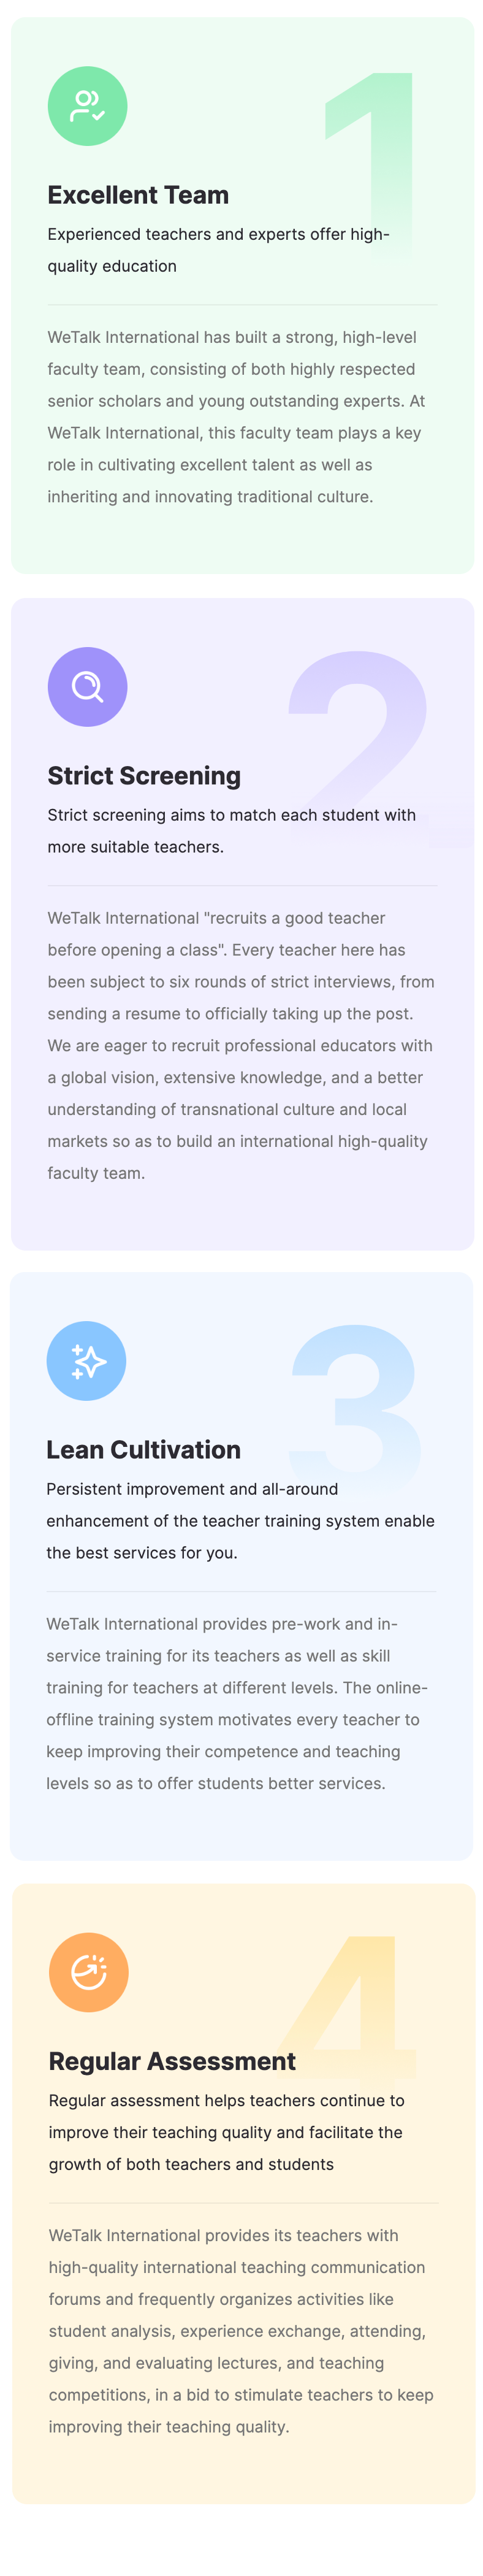 1
Excellent Team
Experienced teachers and experts offer high-
quality education
WeTalk International has built a strong, high-level
faculty team, consisting of both highly respected
senior scholars and young outstanding experts. At
WeTalk International, this faculty team plays a key
role in cultivating excellent talent as well as
inheriting and innovating traditional culture.
2
Strict Screening
Strict screening aims to match each student with
more suitable teachers.
WeTalk International "recruits a good teacher
before opening a class". Every teacher here has
been subject to six rounds of strict interviews, from
sending a resume to officially taking up the post.
We are eager to recruit professional educators with
a global vision, extensive knowledge, and a better
understanding of transnational culture and local
markets so as to build an international high-quality
faculty team.
3
Lean Cultivation
Persistent improvement and all-around
enhancement of the teacher training system enable
the best services for you.
WeTalk International provides pre-work and in-
service training for its teachers as well as skill
training for teachers at different levels. The online-
offline training system motivates every teacher to
keep improving their competence and teaching
levels so as to offer students better services.
4
Regular Assessment
Regular assessment helps teachers continue to
improve their teaching quality and facilitate the
growth of both teachers and students
WeTalk International provides its teachers with
high-quality international teaching communication
forums and frequently organizes activities like
student analysis, experience exchange, attending,
giving, and evaluating lectures, and teaching
competitions, in a bid to stimulate teachers to keep
improving their teaching quality.